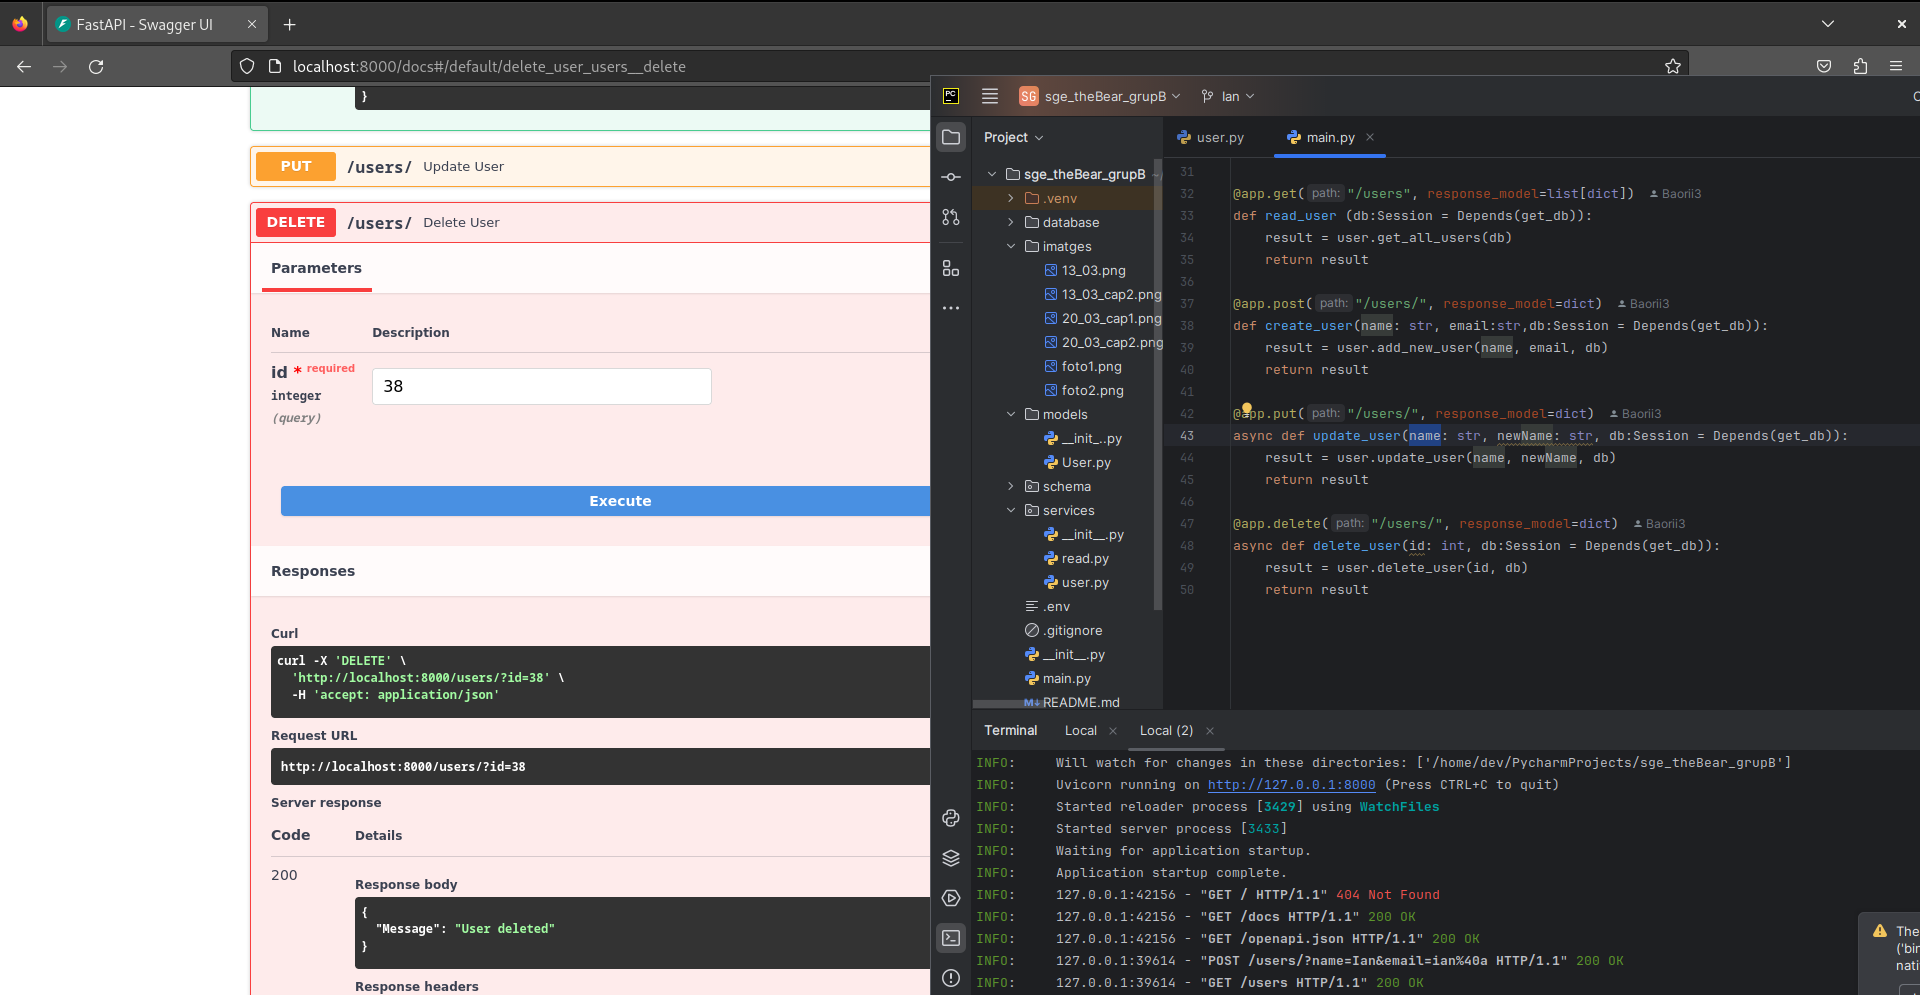 FastAPI - Swagger UI
localhost:8000/docs#/default/delete_user_users__delete
}
PUT /users/ Update User
DELETE /users/ Delete User
Parameters
Name Description
id * required
integer
(query)
38
Execute
Responses
Curl
curl -X 'DELETE' \
'http://localhost:8000/users/?id=38' \
-H 'accept: application/json'
Request URL
http://localhost:8000/users/?id=38
Server response
Code Details
200
Response body
{
"Message": "User deleted"
}
Response headers
PC
SG sge_theBear_grupB
Ian
Project
sge_theBear_grupB ~/
.venv
database
imatges
13_03.png
13_03_cap2.png
20_03_cap1.png
20_03_cap2.png
foto1.png
foto2.png
models
__init_..py
User.py
schema
services
__init__.py
read.py
user.py
.env
.gitignore
__init__.py
main.py
README.md
user.py
main.py
31
32 @app.get( path: "/users", response_model=list[dict]) Baorii3
33 def read_user (db:Session = Depends(get_db)):
34 result = user.get_all_users(db)
35 return result
36
37 @app.post( path: "/users/", response_model=dict) Baorii3
38 def create_user(name: str, email:str,db:Session = Depends(get_db)):
39 result = user.add_new_user(name, email, db)
40 return result
41
42 @app.put( path: "/users/", response_model=dict) Baorii3
43 async def update_user(name: str, newName: str, db:Session = Depends(get_db)):
44 result = user.update_user(name, newName, db)
45 return result
46
47 @app.delete( path: "/users/", response_model=dict) Baorii3
48 async def delete_user(id: int, db:Session = Depends(get_db)):
49 result = user.delete_user(id, db)
50 return result
Terminal Local Local (2)
INFO: Will watch for changes in these directories: ['/home/dev/PycharmProjects/sge_theBear_grupB']
INFO: Uvicorn running on http://127.0.0.1:8000 (Press CTRL+C to quit)
INFO: Started reloader process [3429] using WatchFiles
INFO: Started server process [3433]
INFO: Waiting for application startup.
INFO: Application startup complete.
INFO: 127.0.0.1:42156 - "GET / HTTP/1.1" 404 Not Found
INFO: 127.0.0.1:42156 - "GET /docs HTTP/1.1" 200 OK
INFO: 127.0.0.1:42156 - "GET /openapi.json HTTP/1.1" 200 OK
INFO: 127.0.0.1:39614 - "POST /users/?name=Ian&email=ian%40a HTTP/1.1" 200 OK
INFO: 127.0.0.1:39614 - "GET /users HTTP/1.1" 200 OK
The
('bin
nati